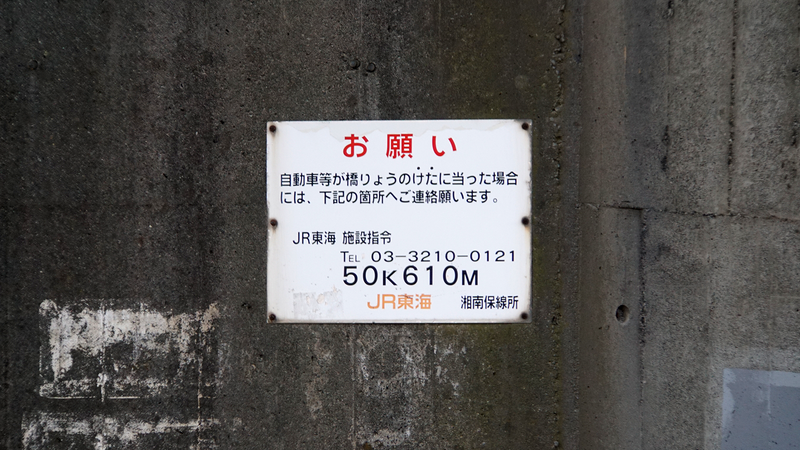 お願い
自動車等が橋りょうのけたに当った場合
には、下記の箇所へご連絡願います。
JR東海 施設指令
TEL 03-3210-0121
50K610M
JR東海 湘南保線所